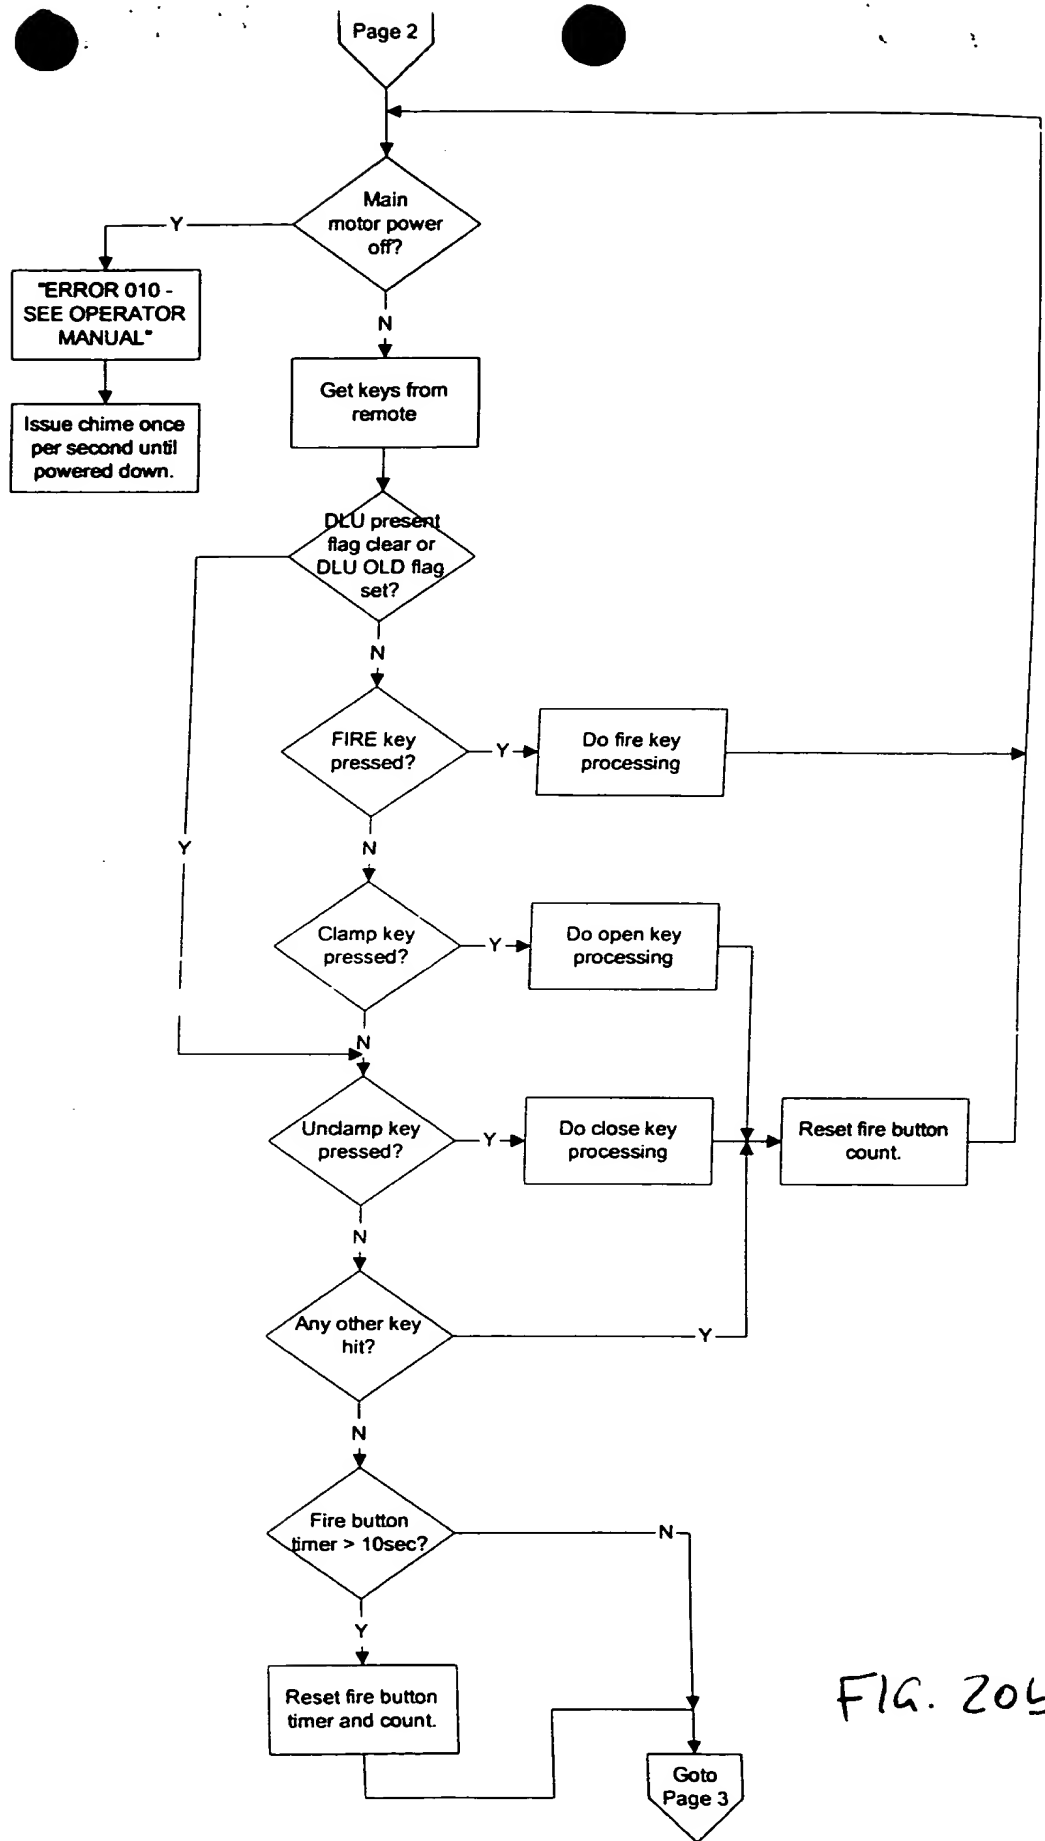 Page 2
Main
motor power
off?
Y
"ERROR 010 -
SEE OPERATOR
MANUAL"
N
Get keys from
remote
Issue chime once
per second until
powered down.
DLU present
flag clear or
DLU OLD flag
set?
N
FIRE key
pressed?
Y
Do fire key
processing
Y
N
Clamp key
pressed?
Y
Do open key
processing
N
Unclamp key
pressed?
Y
Do close key
processing
Reset fire button
count.
N
Any other key
hit?
Y
N
Fire button
timer > 10sec?
N
Y
Reset fire button
timer and count.
Goto
Page 3
FIG. 20b